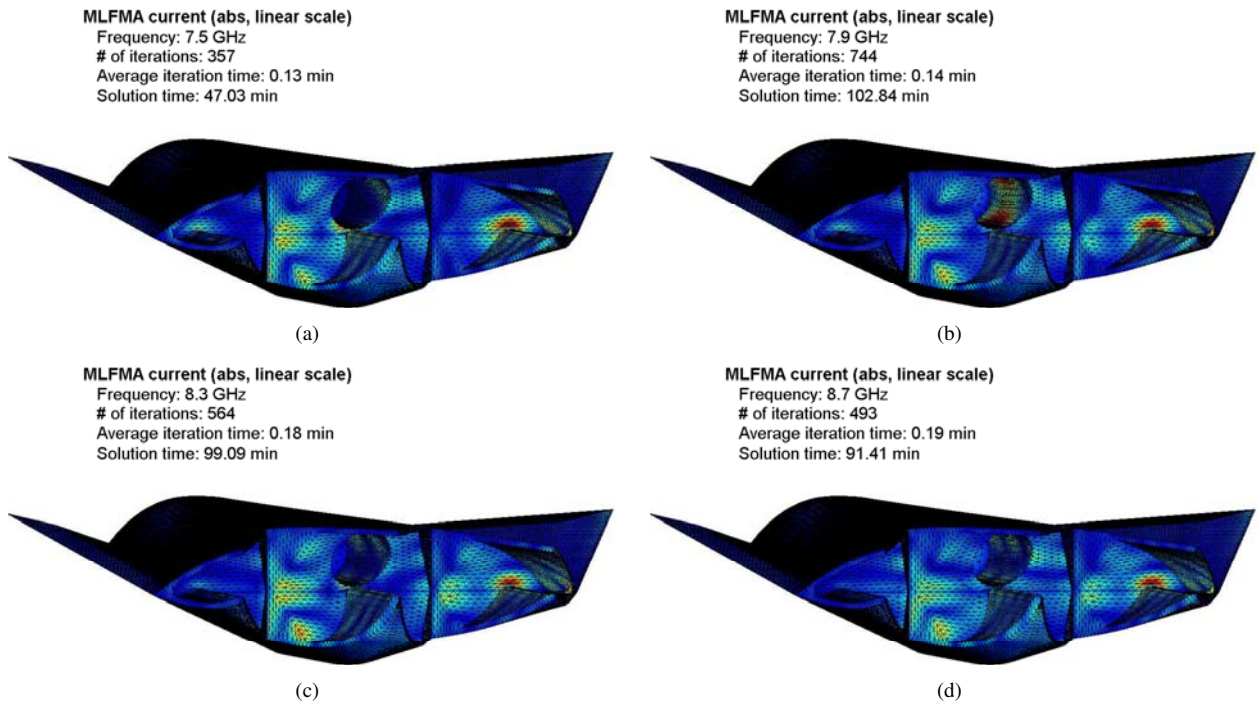 MLFMA current (abs, linear scale)
Frequency: 7.5 GHz
# of iterations: 357
Average iteration time: 0.13 min
Solution time: 47.03 min
(a)
MLFMA current (abs, linear scale)
Frequency: 7.9 GHz
# of iterations: 744
Average iteration time: 0.14 min
Solution time: 102.84 min
(b)
MLFMA current (abs, linear scale)
Frequency: 8.3 GHz
# of iterations: 564
Average iteration time: 0.18 min
Solution time: 99.09 min
(c)
MLFMA current (abs, linear scale)
Frequency: 8.7 GHz
# of iterations: 493
Average iteration time: 0.19 min
Solution time: 91.41 min
(d)